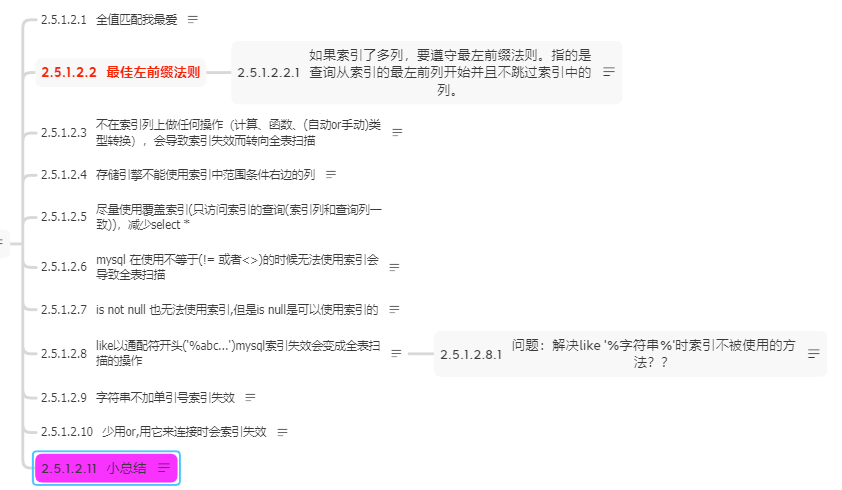 2.5.1.2.1 全值匹配我最爱
2.5.1.2.2 最佳左前缀法则
2.5.1.2.2.1 如果索引了多列，要遵守最左前缀法则。指的是
查询从索引的最左前列开始并且不跳过索引中的
列。
2.5.1.2.3 不在索引列上做任何操作（计算、函数、(自动or手动)类
型转换），会导致索引失效而转向全表扫描
2.5.1.2.4 存储引擎不能使用索引中范围条件右边的列
2.5.1.2.5 尽量使用覆盖索引(只访问索引的查询(索引列和查询列一
致))，减少select *
2.5.1.2.6 mysql 在使用不等于(!= 或者<>)的时候无法使用索引会
导致全表扫描
2.5.1.2.7 is not null 也无法使用索引,但是is null是可以使用索引的
2.5.1.2.8 like以通配符开头('%abc...')mysql索引失效会变成全表扫
描的操作
2.5.1.2.8.1 问题：解决like '%字符串%'时索引不被使用的方
法？？
2.5.1.2.9 字符串不加单引号索引失效
2.5.1.2.10 少用or,用它来连接时会索引失效
2.5.1.2.11 小总结